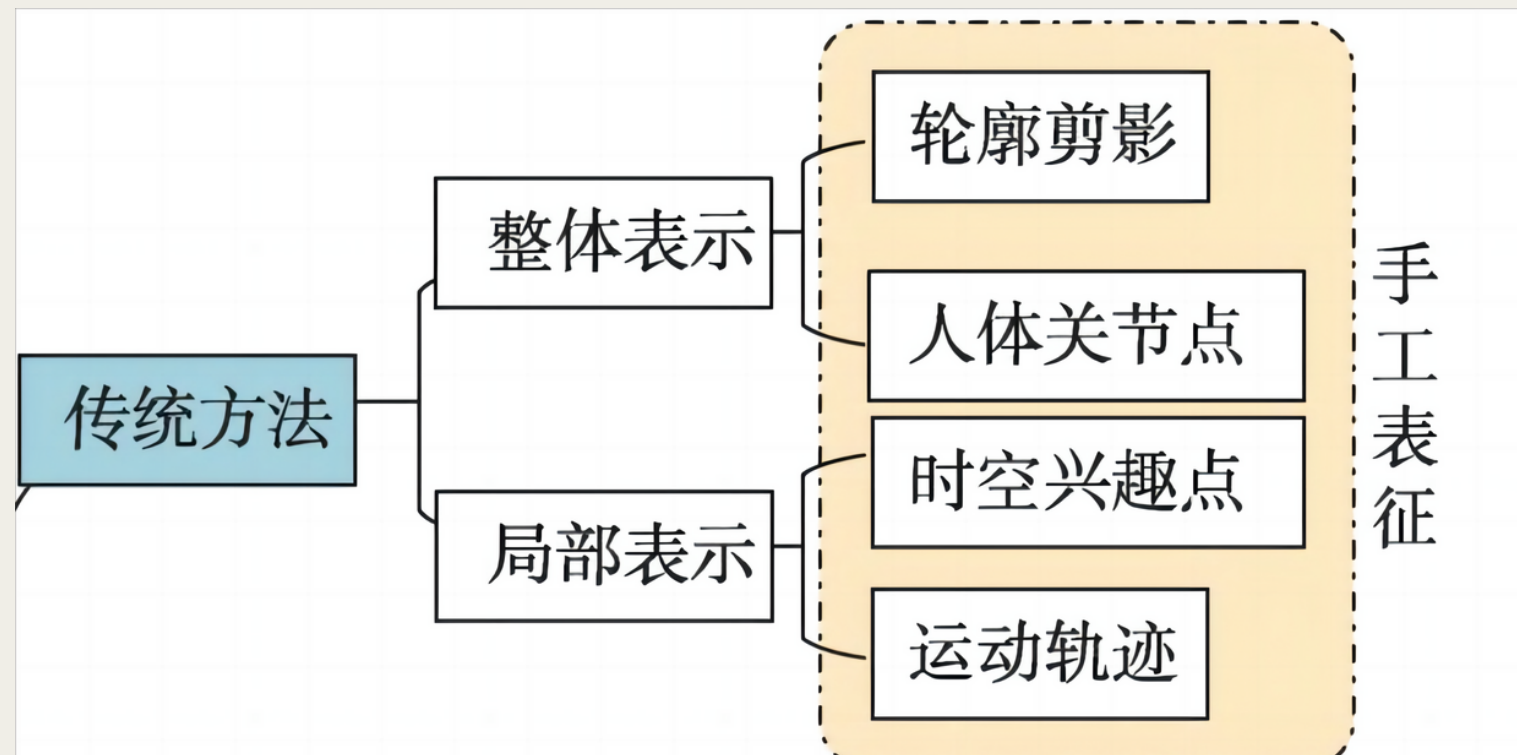 传统方法
整体表示
局部表示
轮廓剪影
人体关节点
时空兴趣点
运动轨迹
手工表征